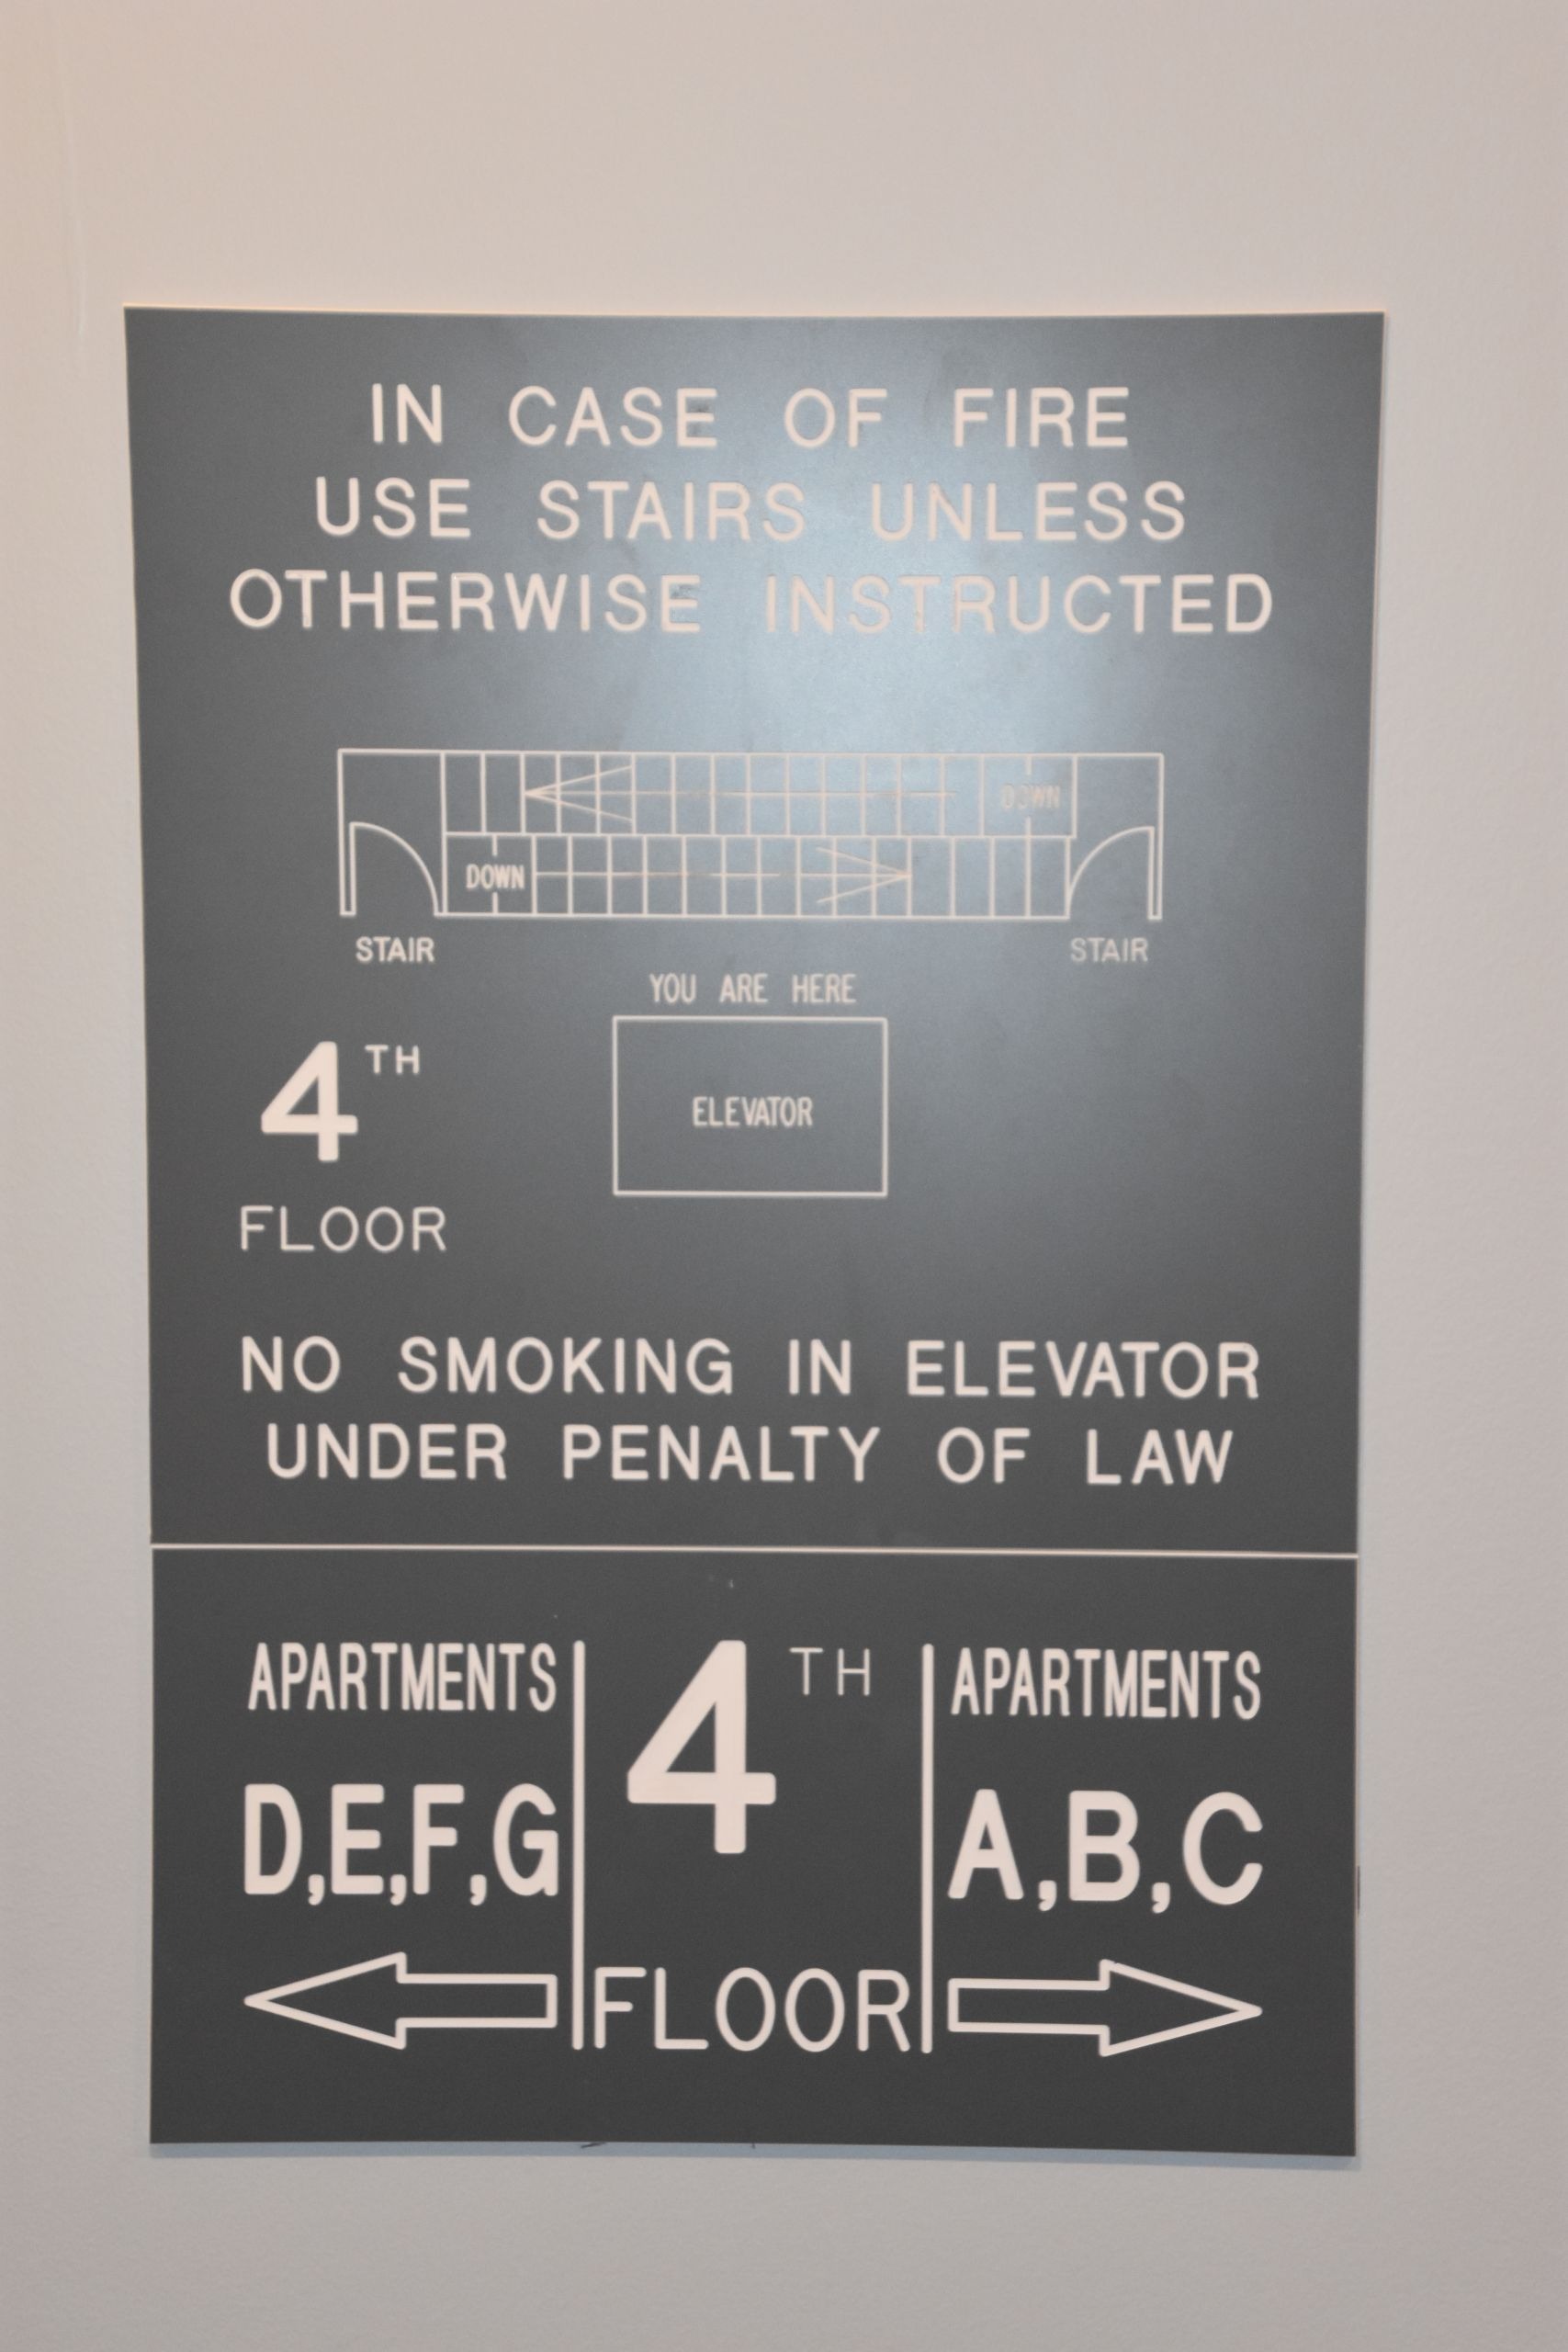 IN CASE OF FIRE
USE STAIRS UNLESS
OTHERWISE INSTRUCTED
DOWN
DOWN
STAIR
STAIR
YOU ARE HERE
ELEVATOR
4TH
FLOOR
NO SMOKING IN ELEVATOR
UNDER PENALTY OF LAW
APARTMENTS
D,E,F,G
4TH
FLOOR
APARTMENTS
A,B,C